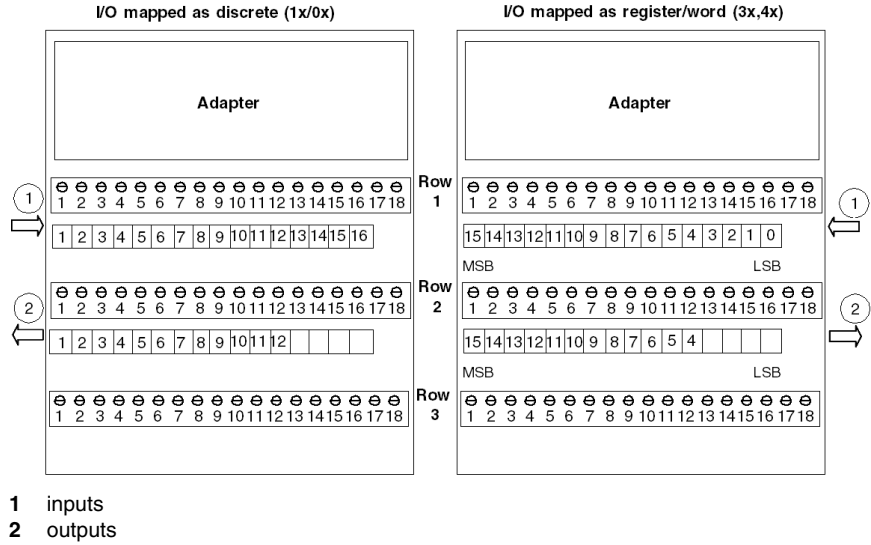 I/O mapped as discrete (1x/0x) I/O mapped as register/word (3x,4x)
Adapter Adapter
Row 1
1 2 3 4 5 6 7 8 9 10 11 12 13 14 15 16 17 18
1 2 3 4 5 6 7 8 9 10 11 12 13 14 15 16 17 18
1 1
1 2 3 4 5 6 7 8 9 10 11 12 13 14 15 16
15 14 13 12 11 10 9 8 7 6 5 4 3 2 1 0
MSB LSB
Row 2
1 2 3 4 5 6 7 8 9 10 11 12 13 14 15 16 17 18
1 2 3 4 5 6 7 8 9 10 11 12 13 14 15 16 17 18
2 2
1 2 3 4 5 6 7 8 9 10 11 12
15 14 13 12 11 10 9 8 7 6 5 4
MSB LSB
Row 3
1 2 3 4 5 6 7 8 9 10 11 12 13 14 15 16 17 18
1 2 3 4 5 6 7 8 9 10 11 12 13 14 15 16 17 18
1 inputs
2 outputs